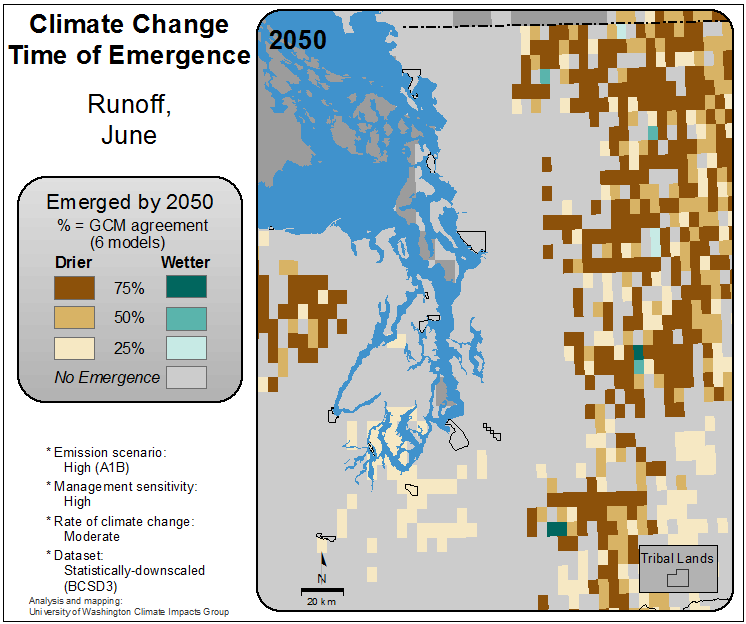 Climate Change
Time of Emergence
Runoff,
June
Emerged by 2050
% = GCM agreement
(6 models)
Drier Wetter
75%
50%
25%
No Emergence
* Emission scenario:
High (A1B)
* Management sensitivity:
High
* Rate of climate change:
Moderate
* Dataset:
Statistically-downscaled
(BCSD3)
Analysis and mapping:
University of Washington Climate Impacts Group
2050
N
20 km
Tribal Lands